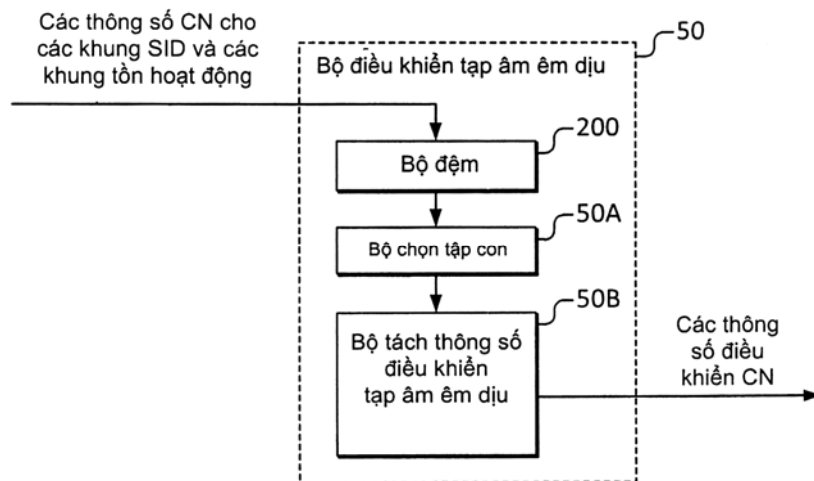 Các thông số CN cho
các khung SID và các
khung tồn hoạt động
50
Bộ điều khiển tạp âm êm dịu
200
Bộ đệm
50A
Bộ chọn tập con
50B
Bộ tách thông số
điều khiển
tạp âm êm dịu
Các thông
số điều
khiển CN